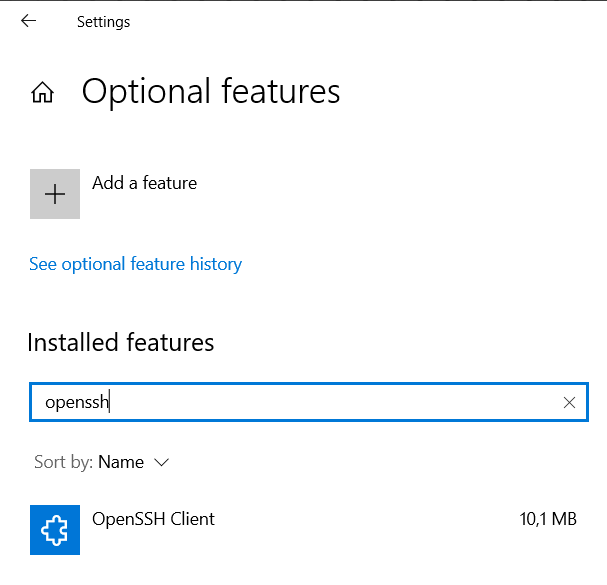 Settings
Optional features
Add a feature
See optional feature history
Installed features
openssh
Sort by: Name
OpenSSH Client 10,1 MB